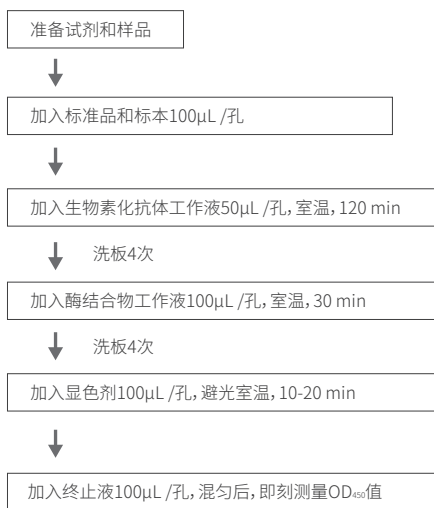 准备试剂和样品
加入标准品和标本100μL /孔
加入生物素化抗体工作液50μL /孔，室温，120 min
洗板4次
加入酶结合物工作液100μL /孔，室温，30 min
洗板4次
加入显色剂100μL /孔，避光室温，10-20 min
加入终止液100μL /孔，混匀后，即刻测量OD₄₅₀值